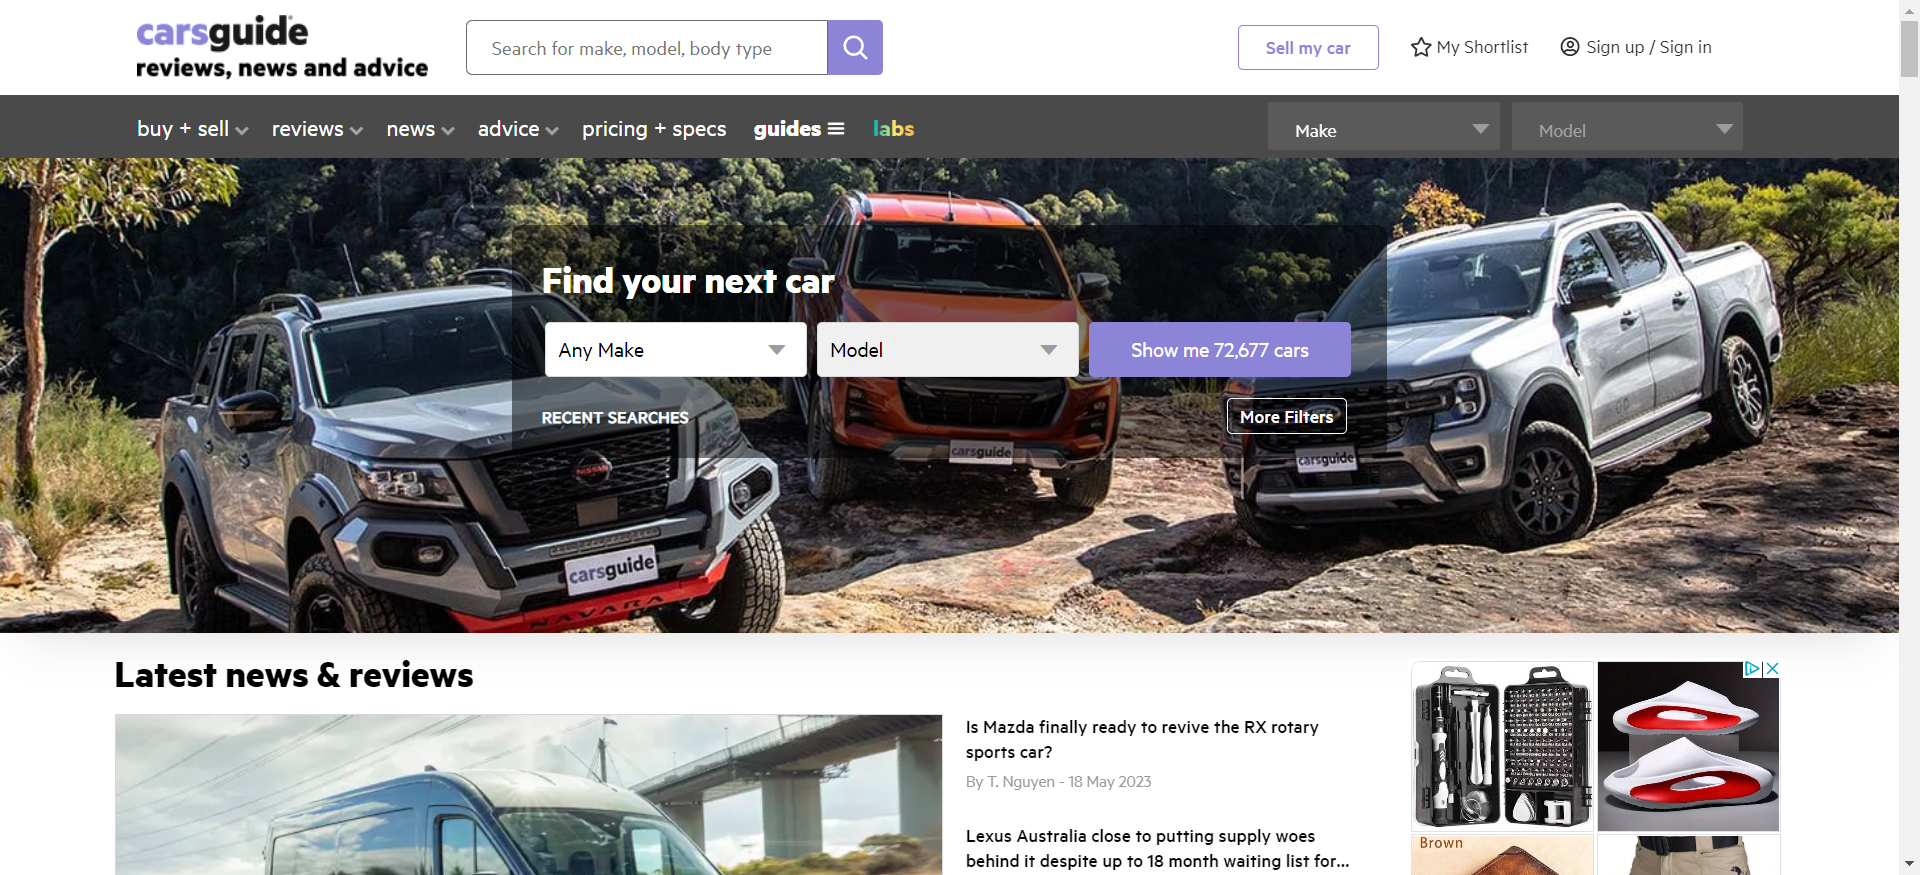 carsguide
reviews, news and advice
Search for make, model, body type
Sell my car
My Shortlist
Sign up / Sign in
buy + sell
reviews
news
advice
pricing + specs
guides
labs
Make
Model
Find your next car
Any Make
Model
Show me 72,677 cars
RECENT SEARCHES
More Filters
carsguide
carsguide
NISSAN
carsguide
NAVARA
Latest news & reviews
Is Mazda finally ready to revive the RX rotary
sports car?
By T. Nguyen - 18 May 2023
Lexus Australia close to putting supply woes
behind it despite up to 18 month waiting list for...
Brown